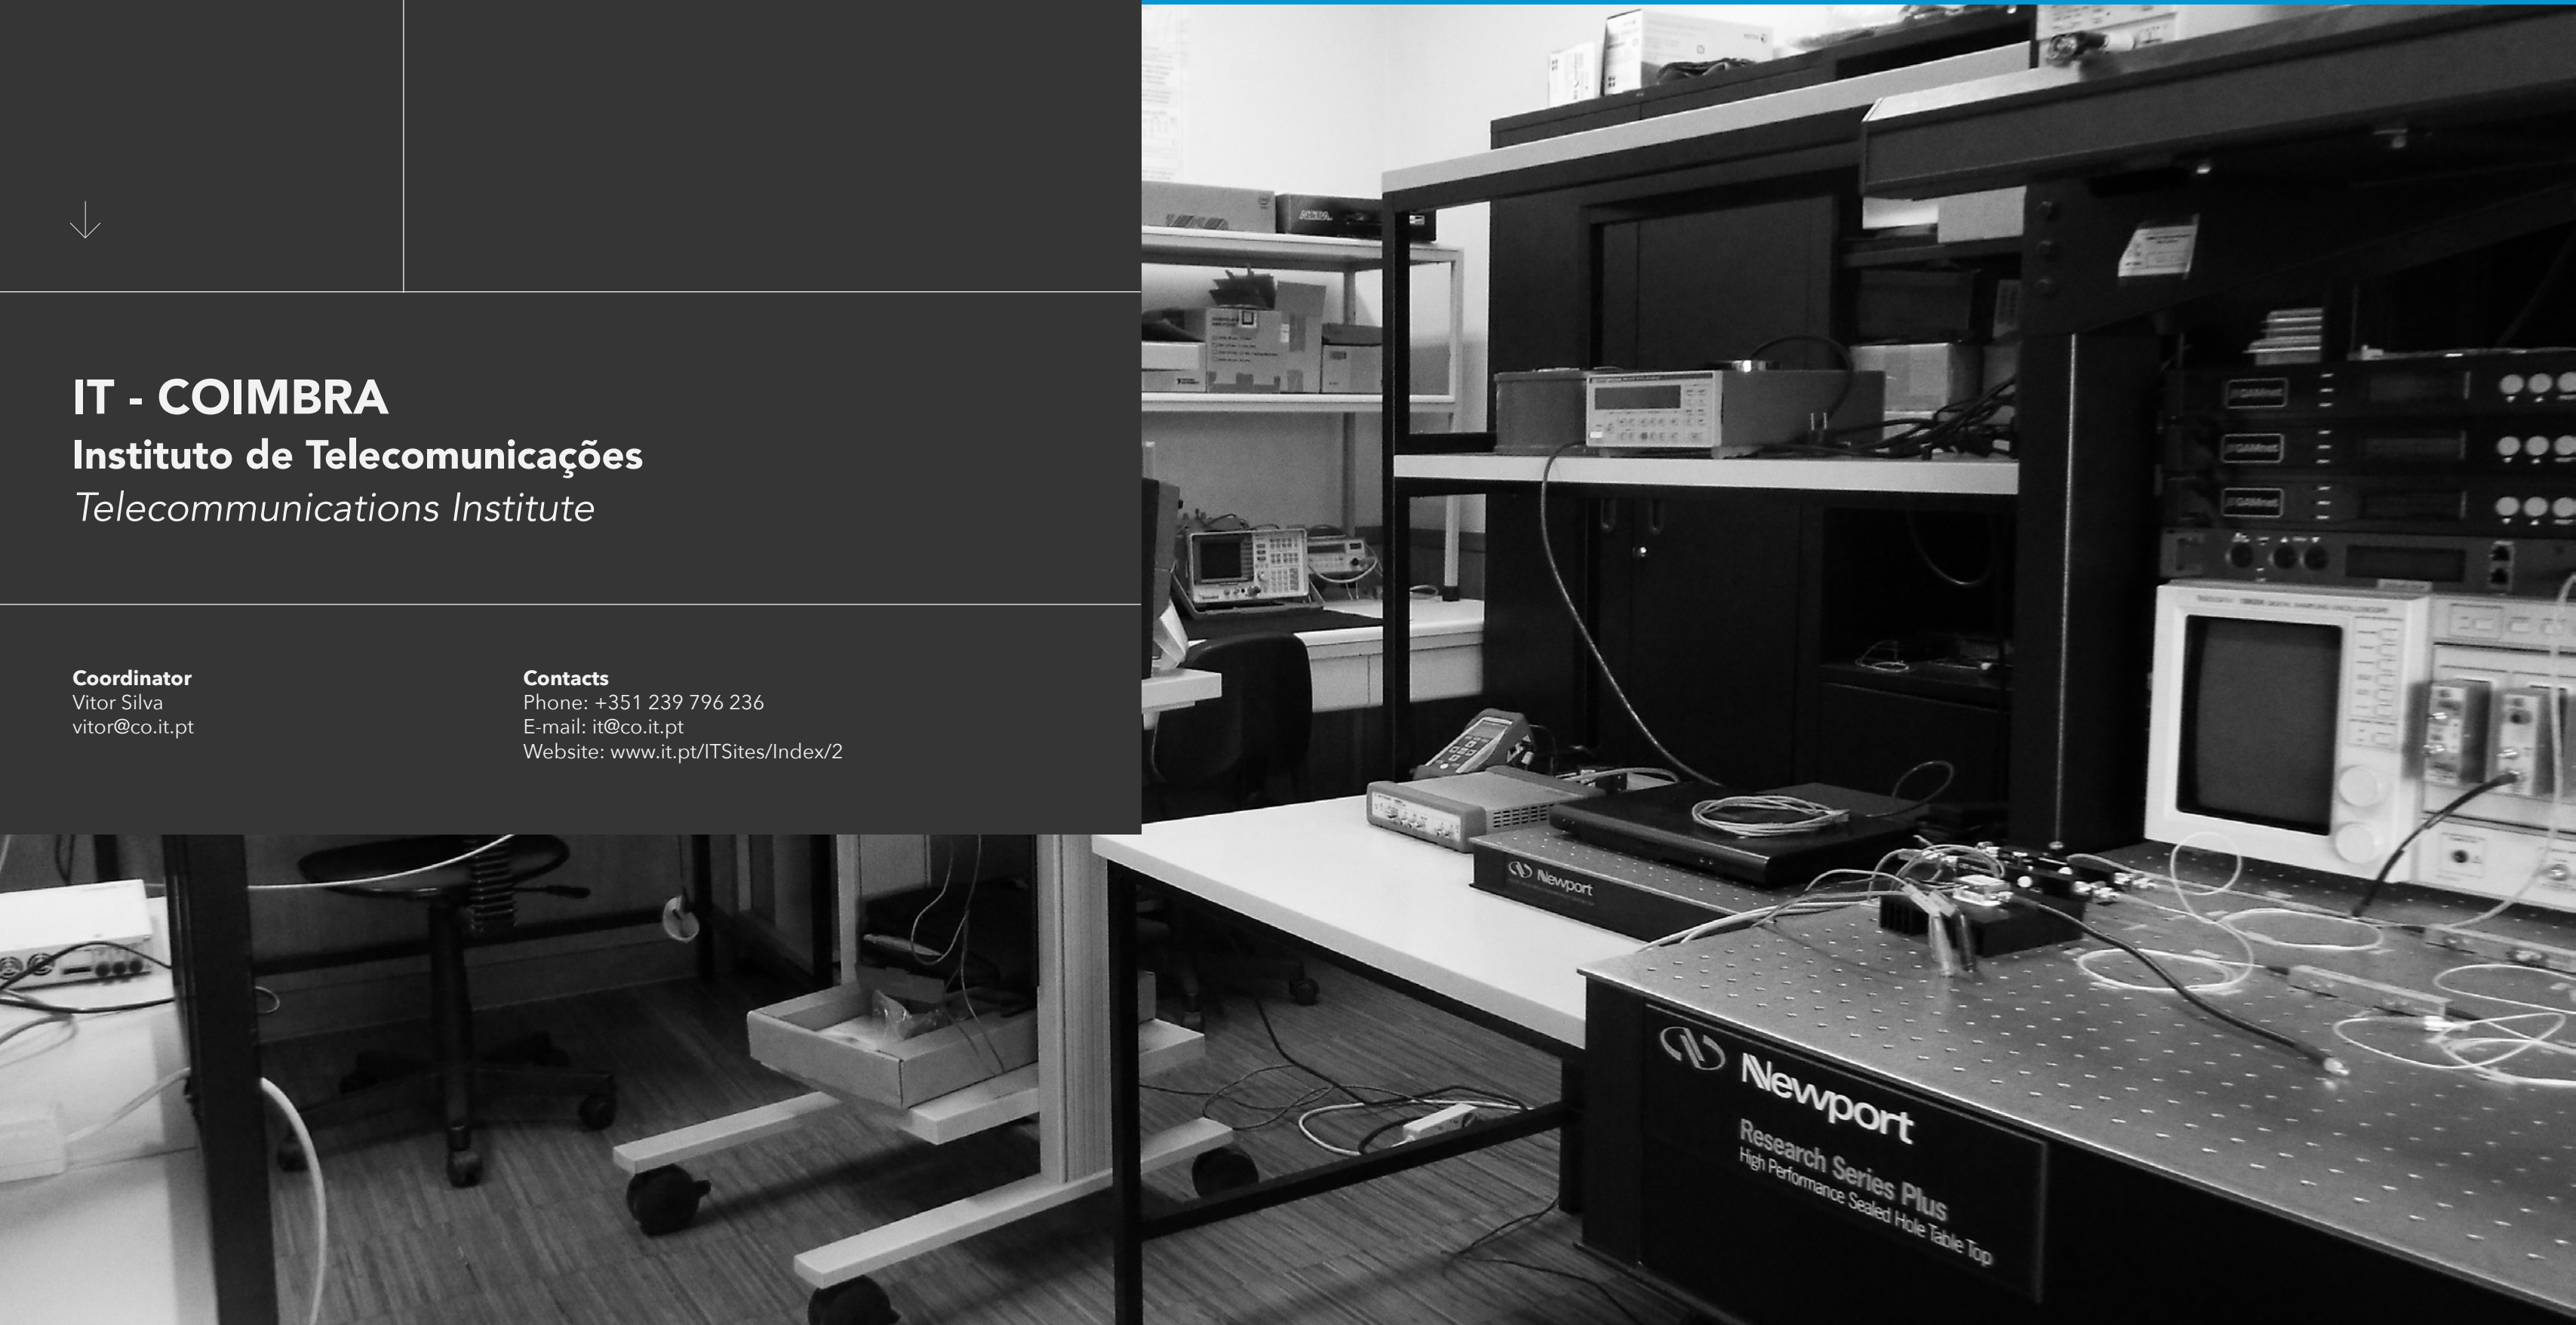 IT - COIMBRA
Instituto de Telecomunicações
Telecommunications Institute
Coordinator
Vitor Silva
vitor@co.it.pt
Contacts
Phone: +351 239 796 236
E-mail: it@co.it.pt
Website: www.it.pt/ITSites/Index/2
Newport
Newport
Research Series Plus
High Performance Sealed Hole Table Top